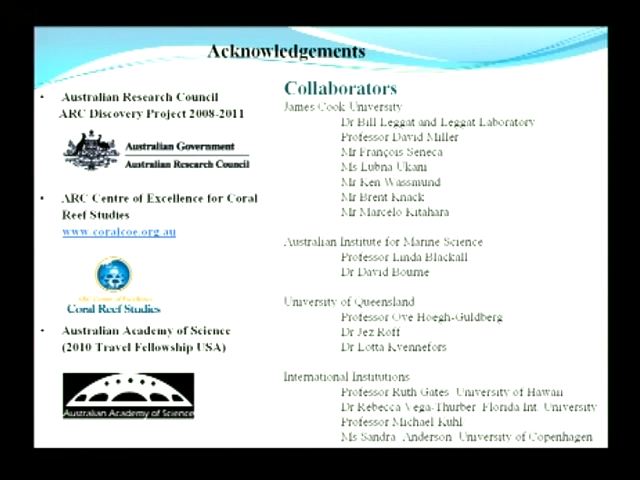 Acknowledgements
• Australian Research Council
ARC Discovery Project 2008-2011
Australian Government
Australian Research Council
• ARC Centre of Excellence for Coral
Reef Studies
www.coralcoe.org.au
Coral Reef Studies
• Australian Academy of Science
(2010 Travel Fellowship USA)
Australian Academy of Science
Collaborators
James Cook University
Dr Bill Leggat and Leggat Laboratory
Professor David Miller
Mr François Seneca
Ms Lubna Ukani
Mr Ken Wassmund
Mr Brent Knack
Mr Marcelo Kitahara
Australian Institute for Marine Science
Professor Linda Blackall
Dr David Bourne
University of Queensland
Professor Ove Hoegh-Guldberg
Dr Jez Roff
Dr Lotta Kvennefors
International Institutions
Professor Ruth Gates University of Hawaii
Dr Rebecca Vega-Thurber Florida Int University
Professor Michael Kuhl
Ms Sandra Anderson University of Copenhagen